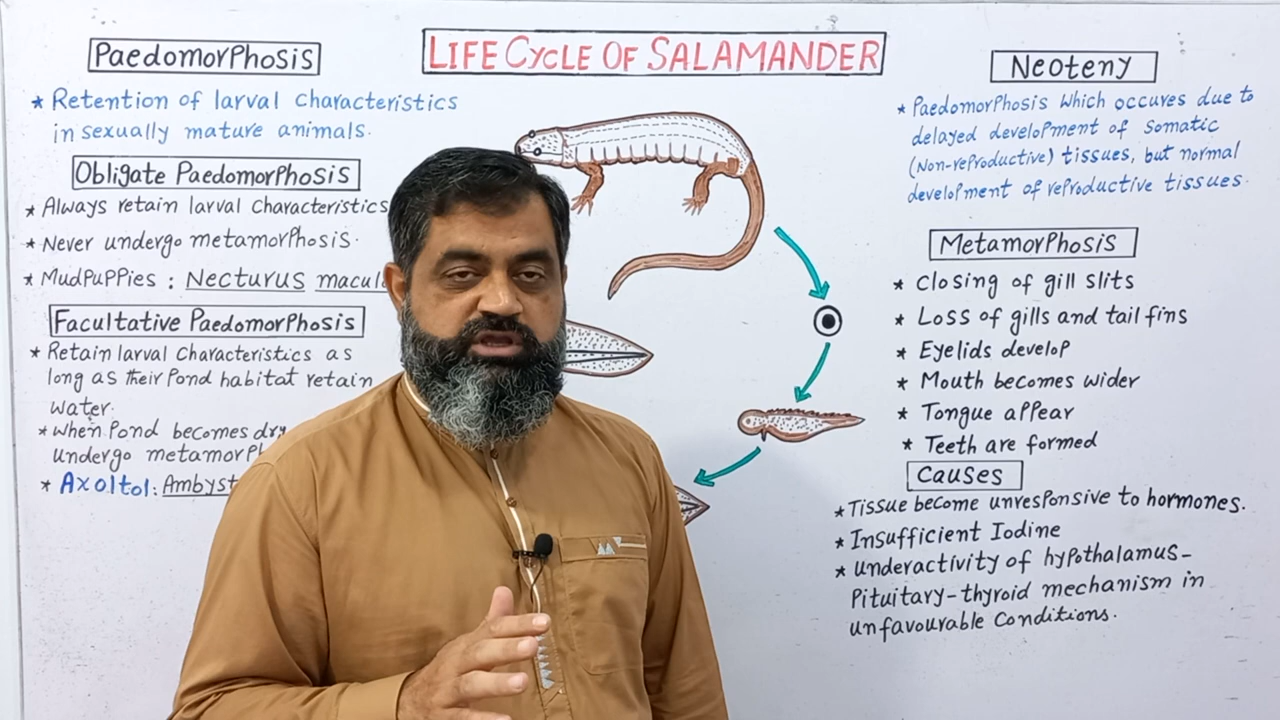 LIFE CYCLE OF SALAMANDER
PaedomorPhosis
* Retention of larval characteristics
in sexually mature animals.
Obligate Paedomorphosis
* Always retain larval characteristics
* Never undergo metamorphosis.
* MudPuPPies : Necturus
Facultative Paedomorphosis
* Retain larval characteristics as
long as their Pond habitat retain
water.
* When Pond becomes dry
undergo
* Axoltol:
Neoteny
* Paedomorphosis which occures due to
delayed development of somatic
(Non-reproductive) tissues, but normal
development of reproductive tissues.
Metamorphosis
* Closing of gill slits
* Loss of gills and tail fins
* Eyelids develop
* Mouth becomes wider
* Tongue appear
* Teeth are formed
Causes
* Tissue become unresponsive to hormones.
* Insufficient Iodine
* Underactivity of hypothalamus-
Pituitary-thyroid mechanism in
unfavourable Conditions.